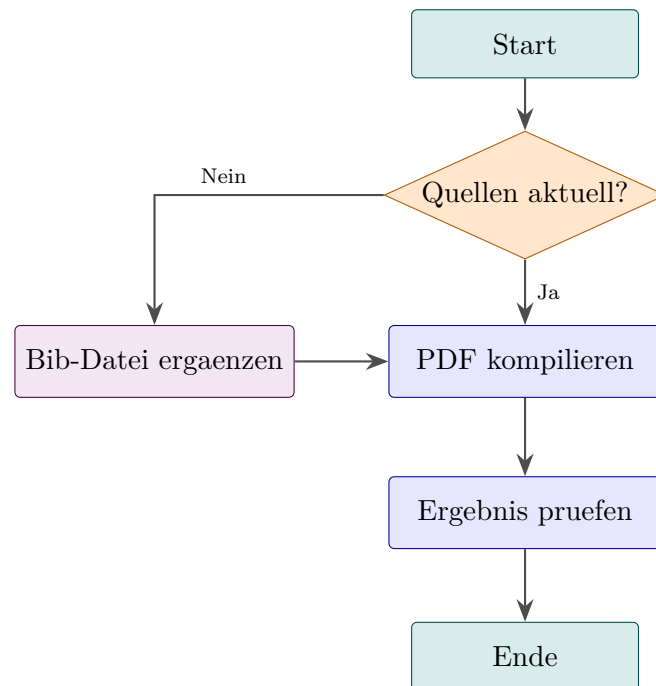 Start
Quellen aktuell?
Nein
Ja
Bib-Datei ergaenzen
PDF kompilieren
Ergebnis pruefen
Ende